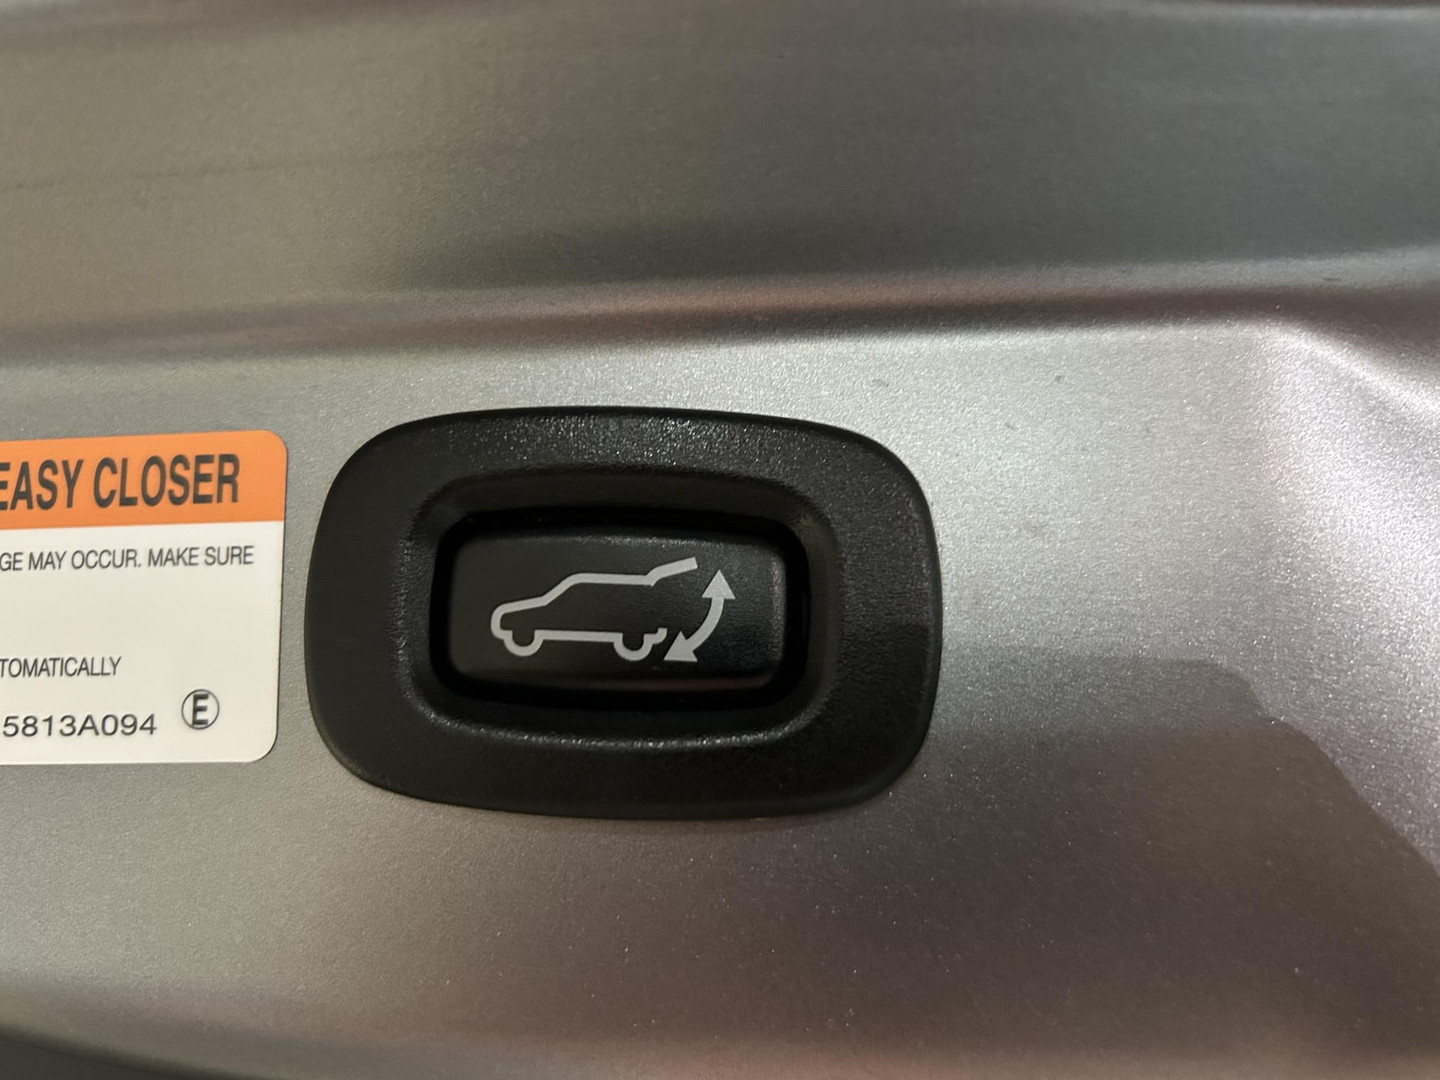 EASY CLOSER
GE MAY OCCUR. MAKE SURE
TOMATICALLY
5813A094 E